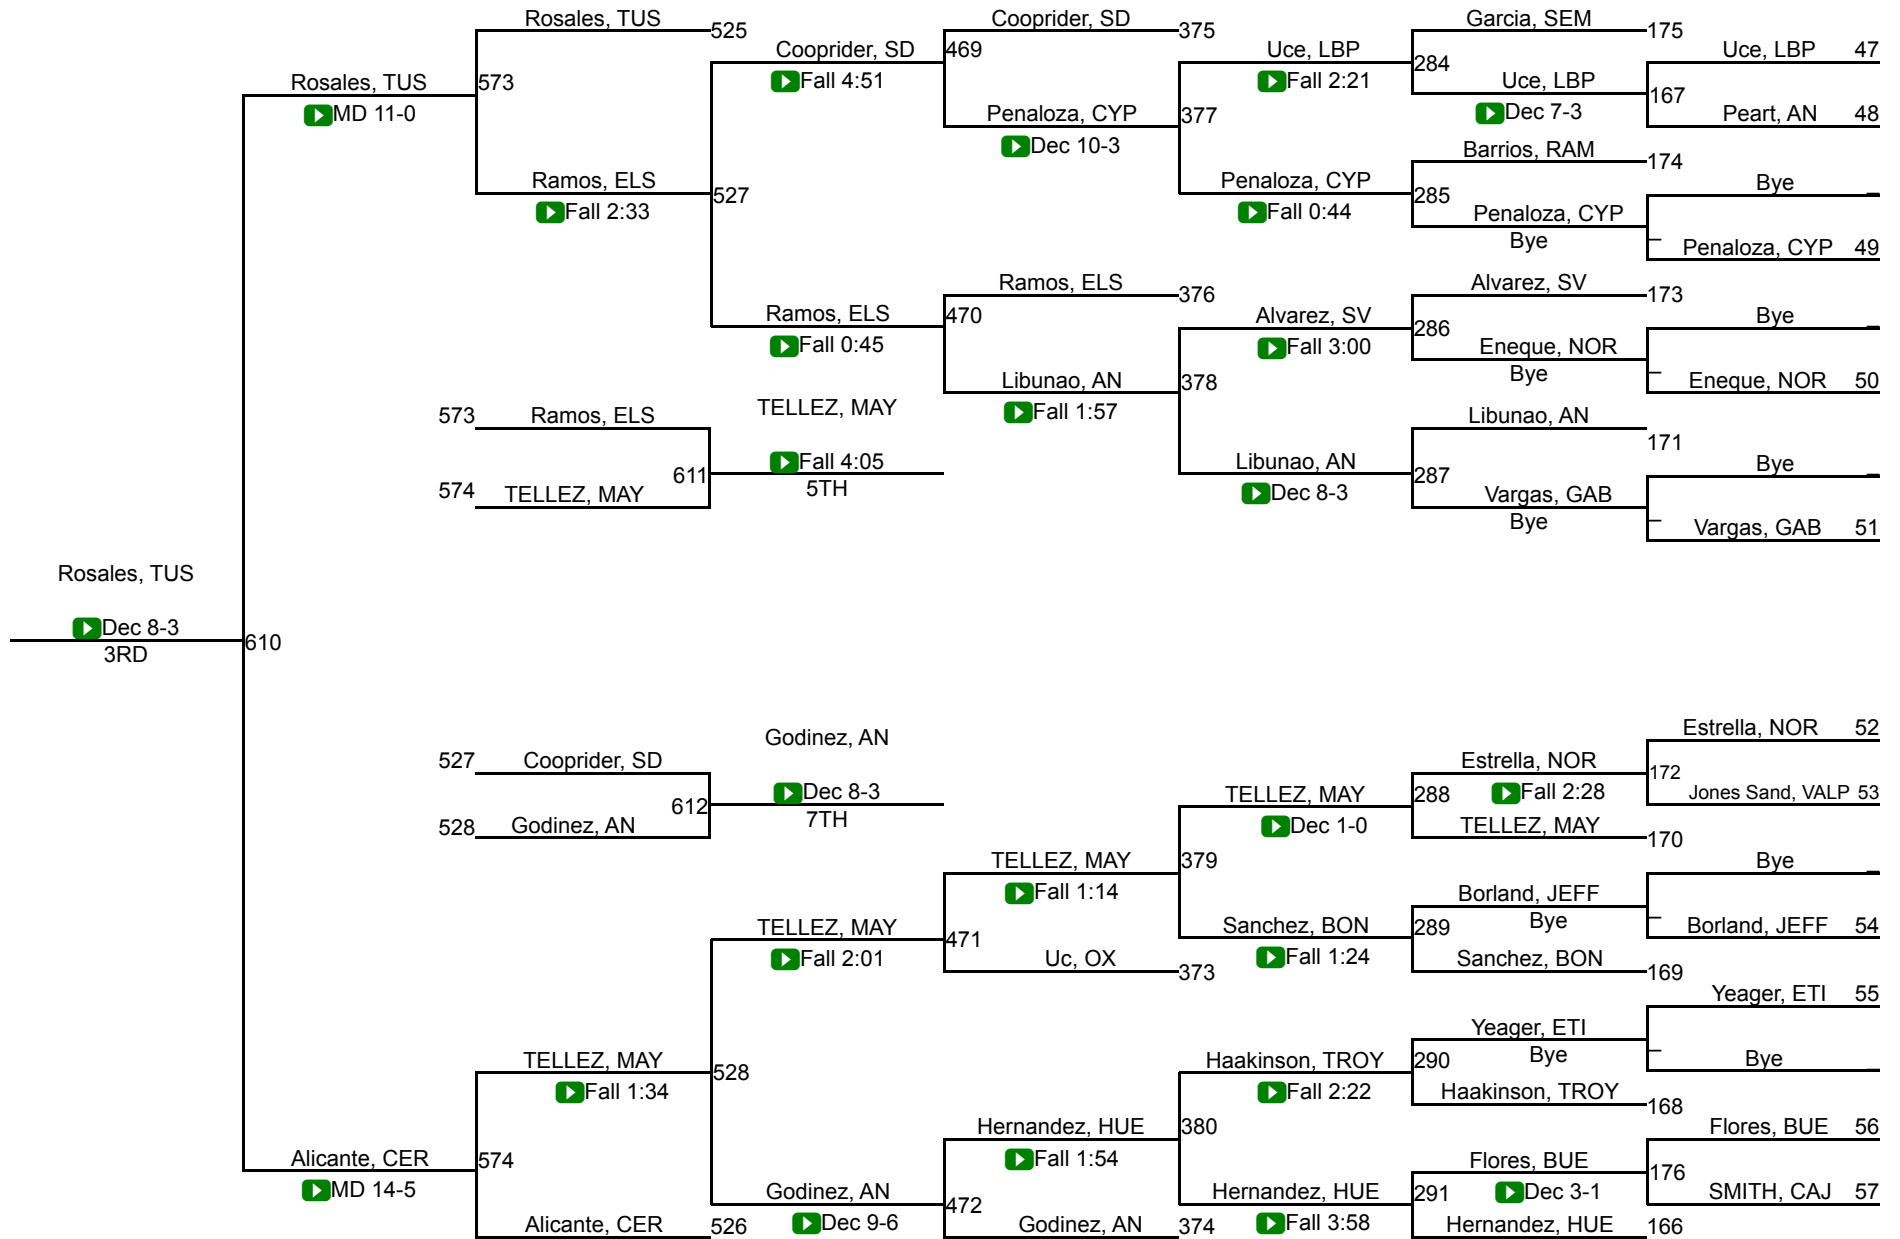 Rosales, TUS
525
Cooprider, SD
375
Garcia, SEM
175
Cooprider, SD
469
Uce, LBP
284
Uce, LBP 47
Rosales, TUS
573
Fall 4:51
Fall 2:21
Uce, LBP
167
MD 11-0
Penaloza, CYP
377
Dec 7-3
Peart, AN 48
Dec 10-3
Barrios, RAM
174
Ramos, ELS
527
Penaloza, CYP
285
Bye _
Fall 2:33
Fall 0:44
Penaloza, CYP
Bye
_
Penaloza, CYP 49
Ramos, ELS
376
Alvarez, SV
173
Ramos, ELS
470
Alvarez, SV
286
Bye _
Fall 0:45
Fall 3:00
Eneque, NOR
Bye
_
Libunao, AN
378
Eneque, NOR 50
573
Ramos, ELS
TELLEZ, MAY
Fall 1:57
Libunao, AN
171
611
Fall 4:05
Libunao, AN
287
Bye _
574
TELLEZ, MAY
5TH
Dec 8-3
Vargas, GAB
Bye
_
Vargas, GAB 51
Rosales, TUS
Dec 8-3
610
3RD
Estrella, NOR 52
527
Cooprider, SD
Godinez, AN
Estrella, NOR
172
612
Dec 8-3
TELLEZ, MAY
288
Fall 2:28
Jones Sand, VALP 53
528
Godinez, AN
7TH
Dec 1-0
TELLEZ, MAY
170
TELLEZ, MAY
379
Bye _
Fall 1:14
Borland, JEFF
Bye
_
TELLEZ, MAY
471
Sanchez, BON
289
Borland, JEFF 54
Fall 2:01
Uc, OX
373
Fall 1:24
Sanchez, BON
169
Yeager, ETI 55
Yeager, ETI
Bye
_
TELLEZ, MAY
528
Haakinson, TROY
290
Bye _
Fall 1:34
Fall 2:22
Haakinson, TROY
168
Hernandez, HUE
380
Flores, BUE 56
Alicante, CER
574
Fall 1:54
Flores, BUE
176
MD 14-5
Godinez, AN
472
Hernandez, HUE
291
Dec 3-1
SMITH, CAJ 57
Alicante, CER
526
Dec 9-6
Godinez, AN
374
Fall 3:58
Hernandez, HUE
166